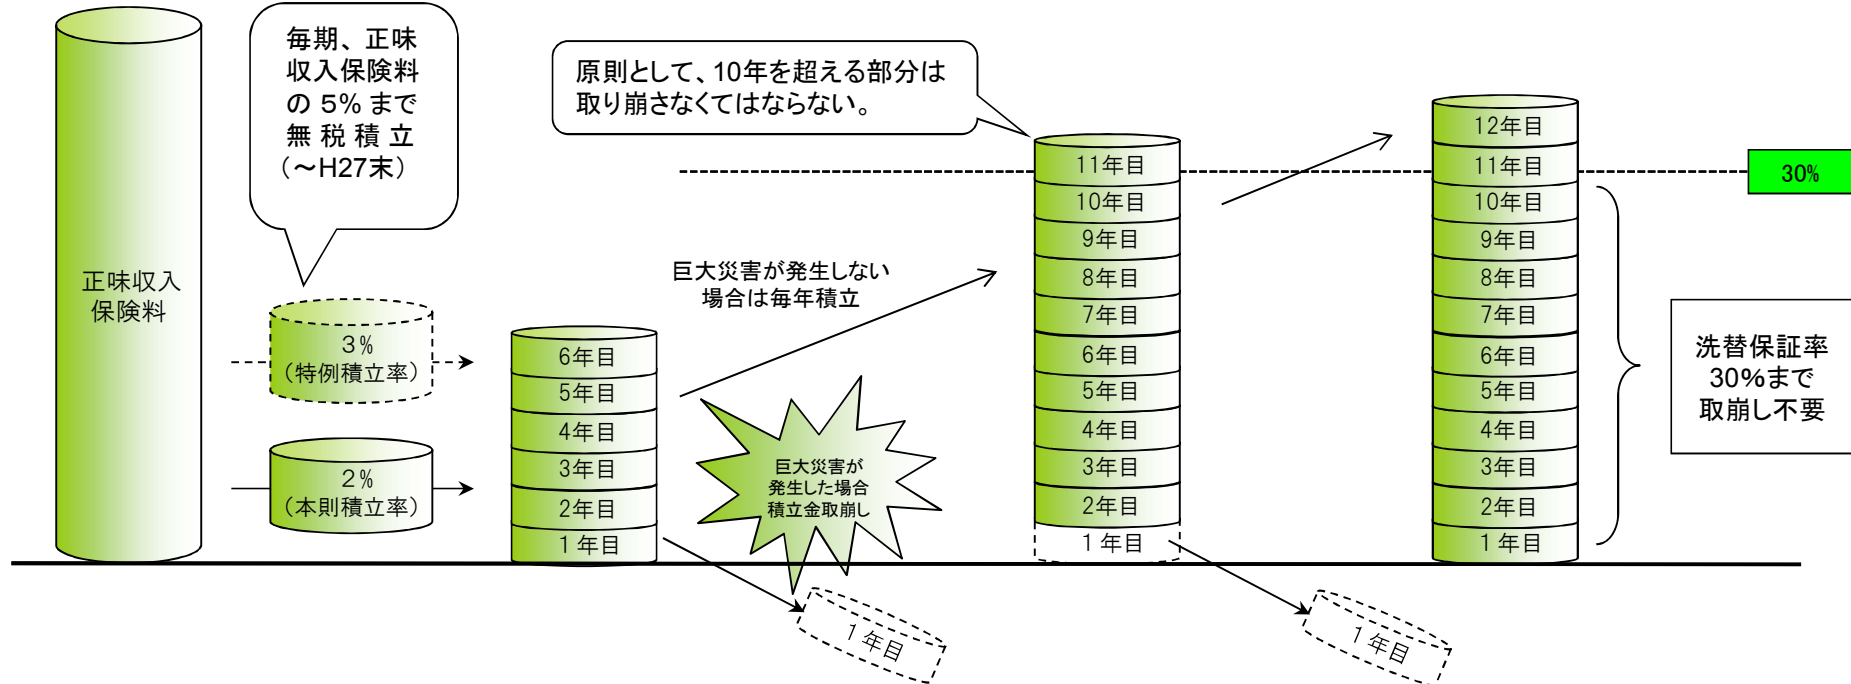 正味収入
保険料
毎期、正味
収入保険料
の 5% まで
無 税 積 立
(～H27末)
3%
(特例積立率)
2%
(本則積立率)
6年目
5年目
4年目
3年目
2年目
1年目
巨大災害が発生しない
場合は毎年積立
巨大災害が
発生した場合
積立金取崩し
1年目
原則として、10年を超える部分は
取り崩さなくてはならない。
11年目
10年目
9年目
8年目
7年目
6年目
5年目
4年目
3年目
2年目
1年目
1年目
12年目
11年目
10年目
9年目
8年目
7年目
6年目
5年目
4年目
3年目
2年目
1年目
30%
洗替保証率
30%まで
取崩し不要